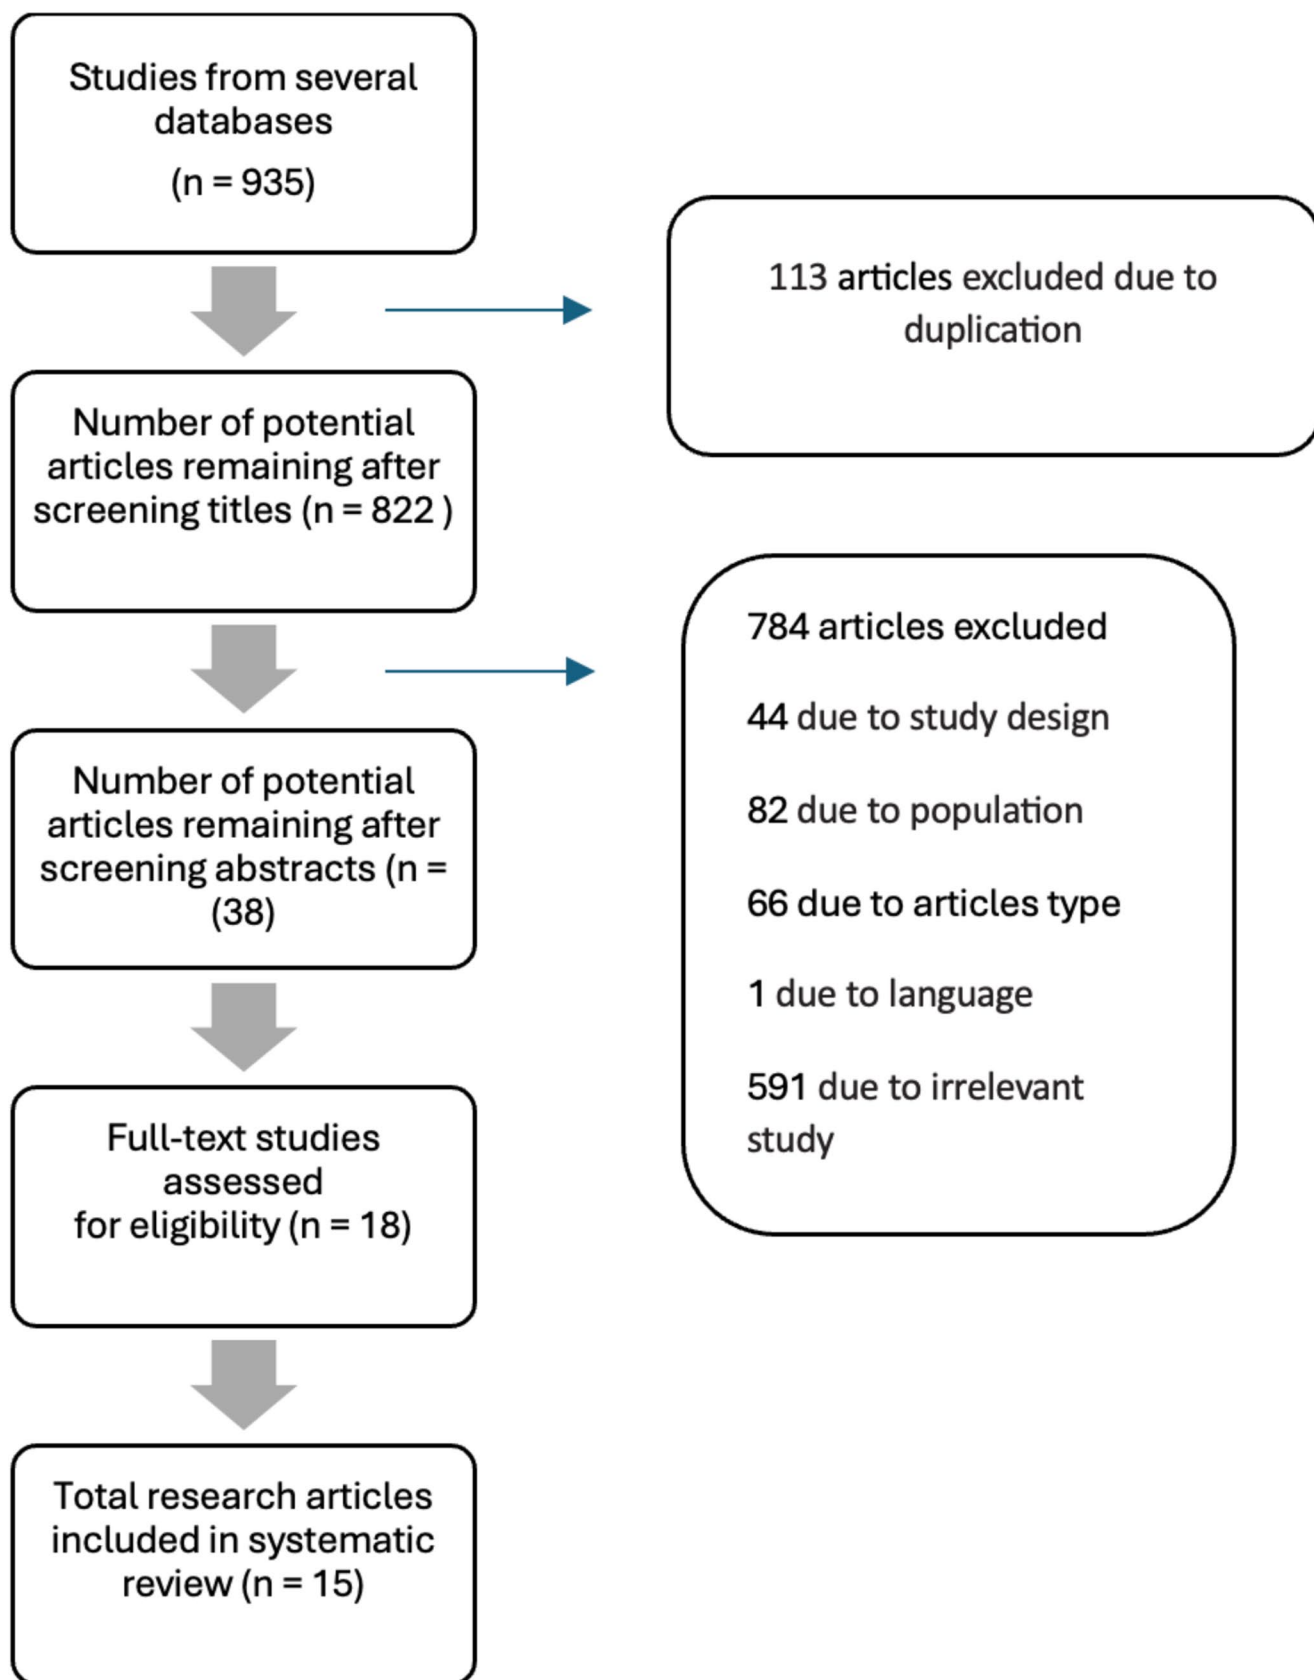 Studies from several
databases
(n = 935)
113 articles excluded due to
duplication
Number of potential
articles remaining after
screening titles (n = 822 )
784 articles excluded
44 due to study design
82 due to population
66 due to articles type
1 due to language
591 due to irrelevant
study
Number of potential
articles remaining after
screening abstracts (n =
(38)
Full-text studies
assessed
for eligibility (n = 18)
Total research articles
included in systematic
review (n = 15)